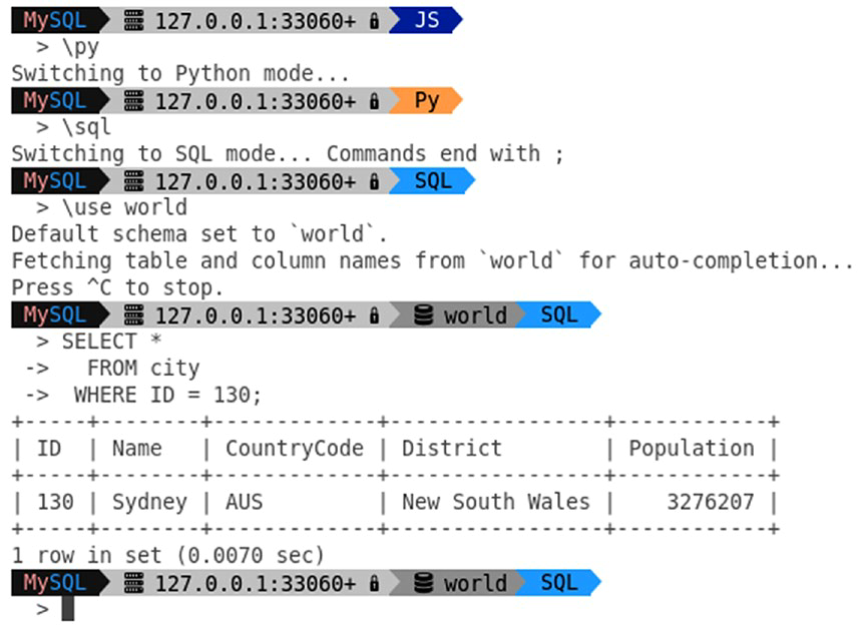 MySQL 127.0.0.1:33060+ JS
> \py
Switching to Python mode...
MySQL 127.0.0.1:33060+ Py
> \sql
Switching to SQL mode... Commands end with ;
MySQL 127.0.0.1:33060+ SQL
> \use world
Default schema set to `world`.
Fetching table and column names from `world` for auto-completion...
Press ^C to stop.
MySQL 127.0.0.1:33060+ world SQL
> SELECT *
->   FROM city
->  WHERE ID = 130;
+-----+--------+-------------+-----------------+------------+
| ID  | Name   | CountryCode | District        | Population |
+-----+--------+-------------+-----------------+------------+
| 130 | Sydney | AUS         | New South Wales |    3276207 |
+-----+--------+-------------+-----------------+------------+
1 row in set (0.0070 sec)
MySQL 127.0.0.1:33060+ world SQL
>